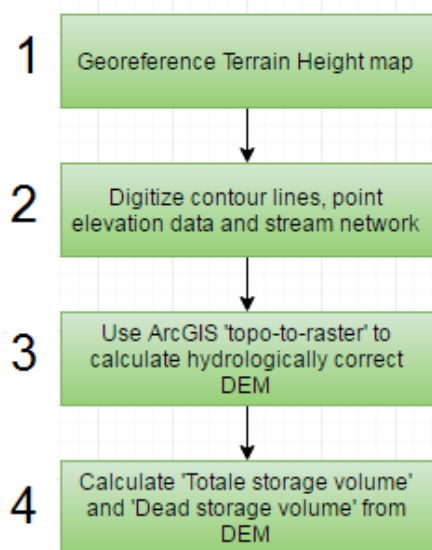 1
Georeference Terrain Height map
2
Digitize contour lines, point
elevation data and stream network
3
Use ArcGIS 'topo-to-raster' to
calculate hydrologically correct
DEM
4
Calculate 'Totale storage volume'
and 'Dead storage volume' from
DEM